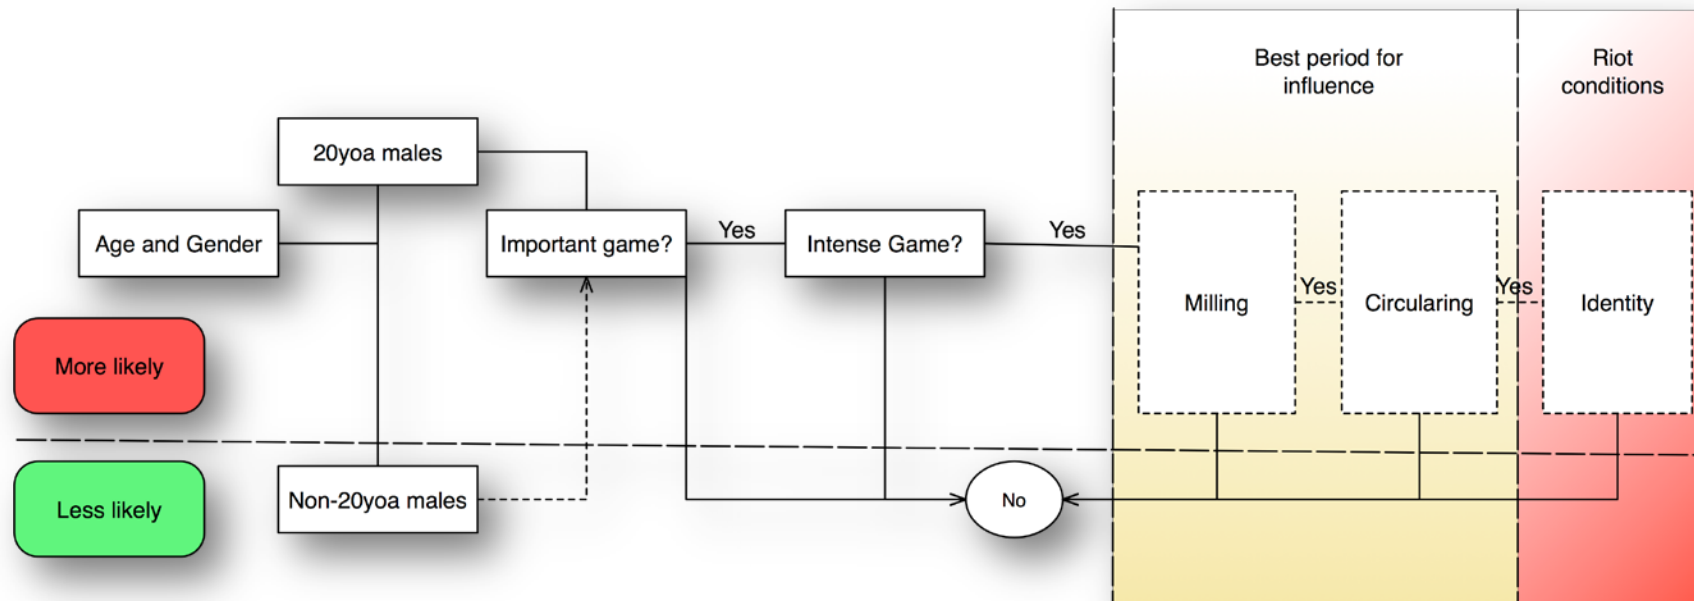 Best period for
influence
Riot
conditions
20yoa males
Age and Gender
Important game?
Yes
Intense Game?
Yes
Milling
Yes
Circularing
Yes
Identity
More likely
Less likely
Non-20yoa males
No